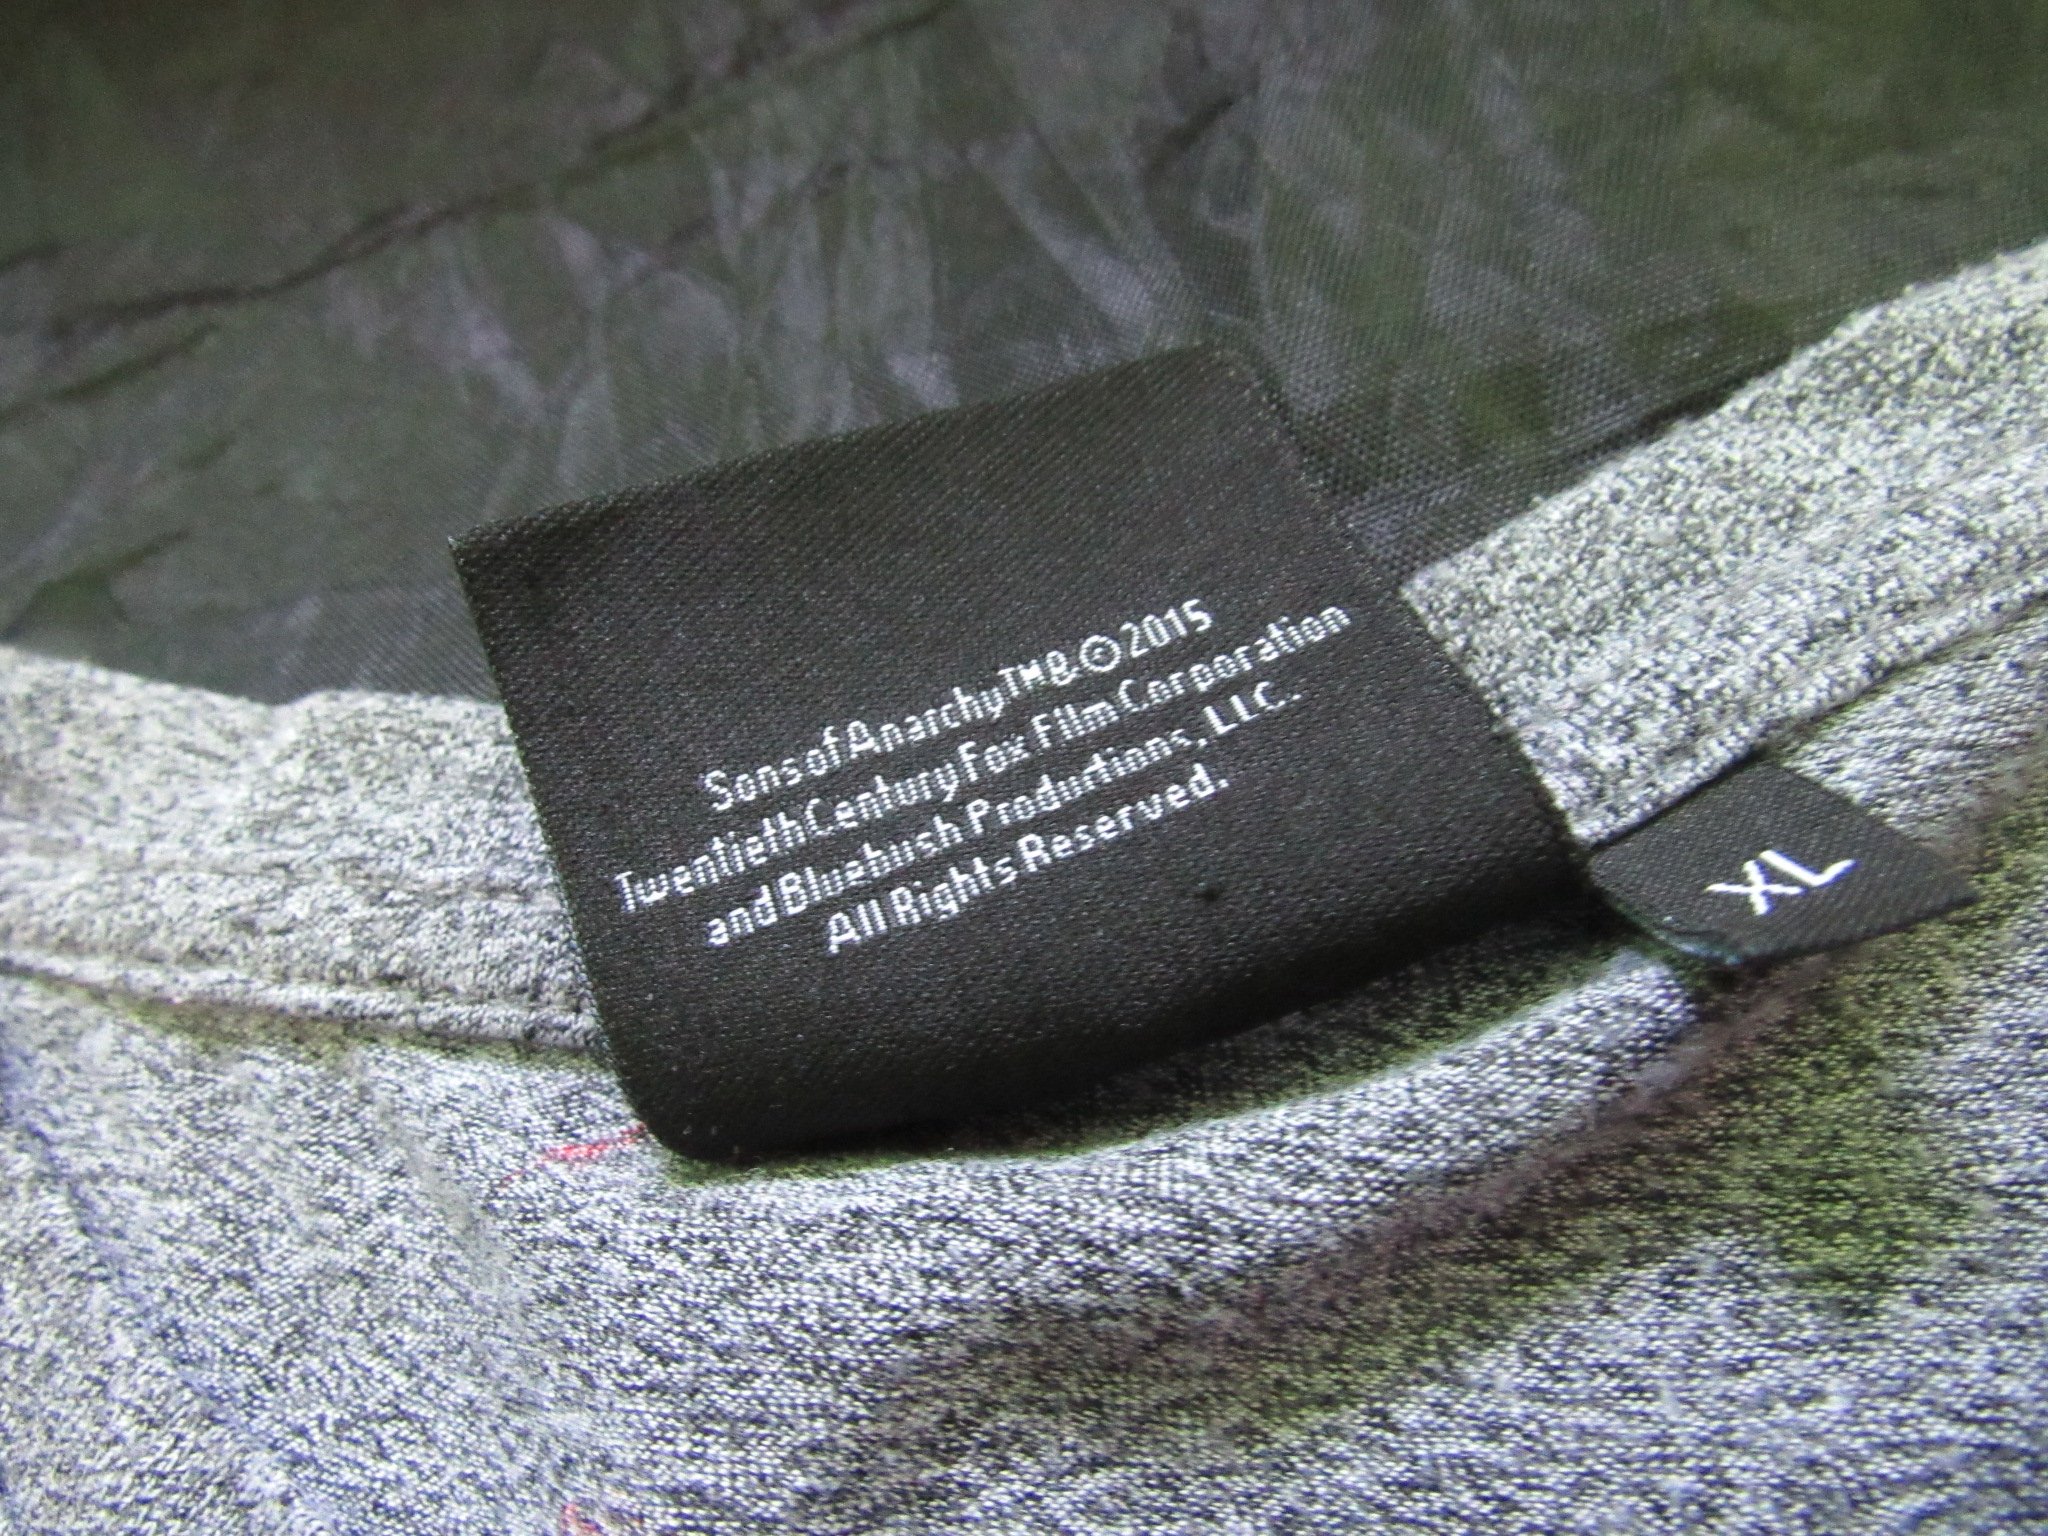 Sons of Anarchy TM & © 2015
Twentieth Century Fox Film Corporation
and Bluebush Productions, LLC.
All Rights Reserved.
XL